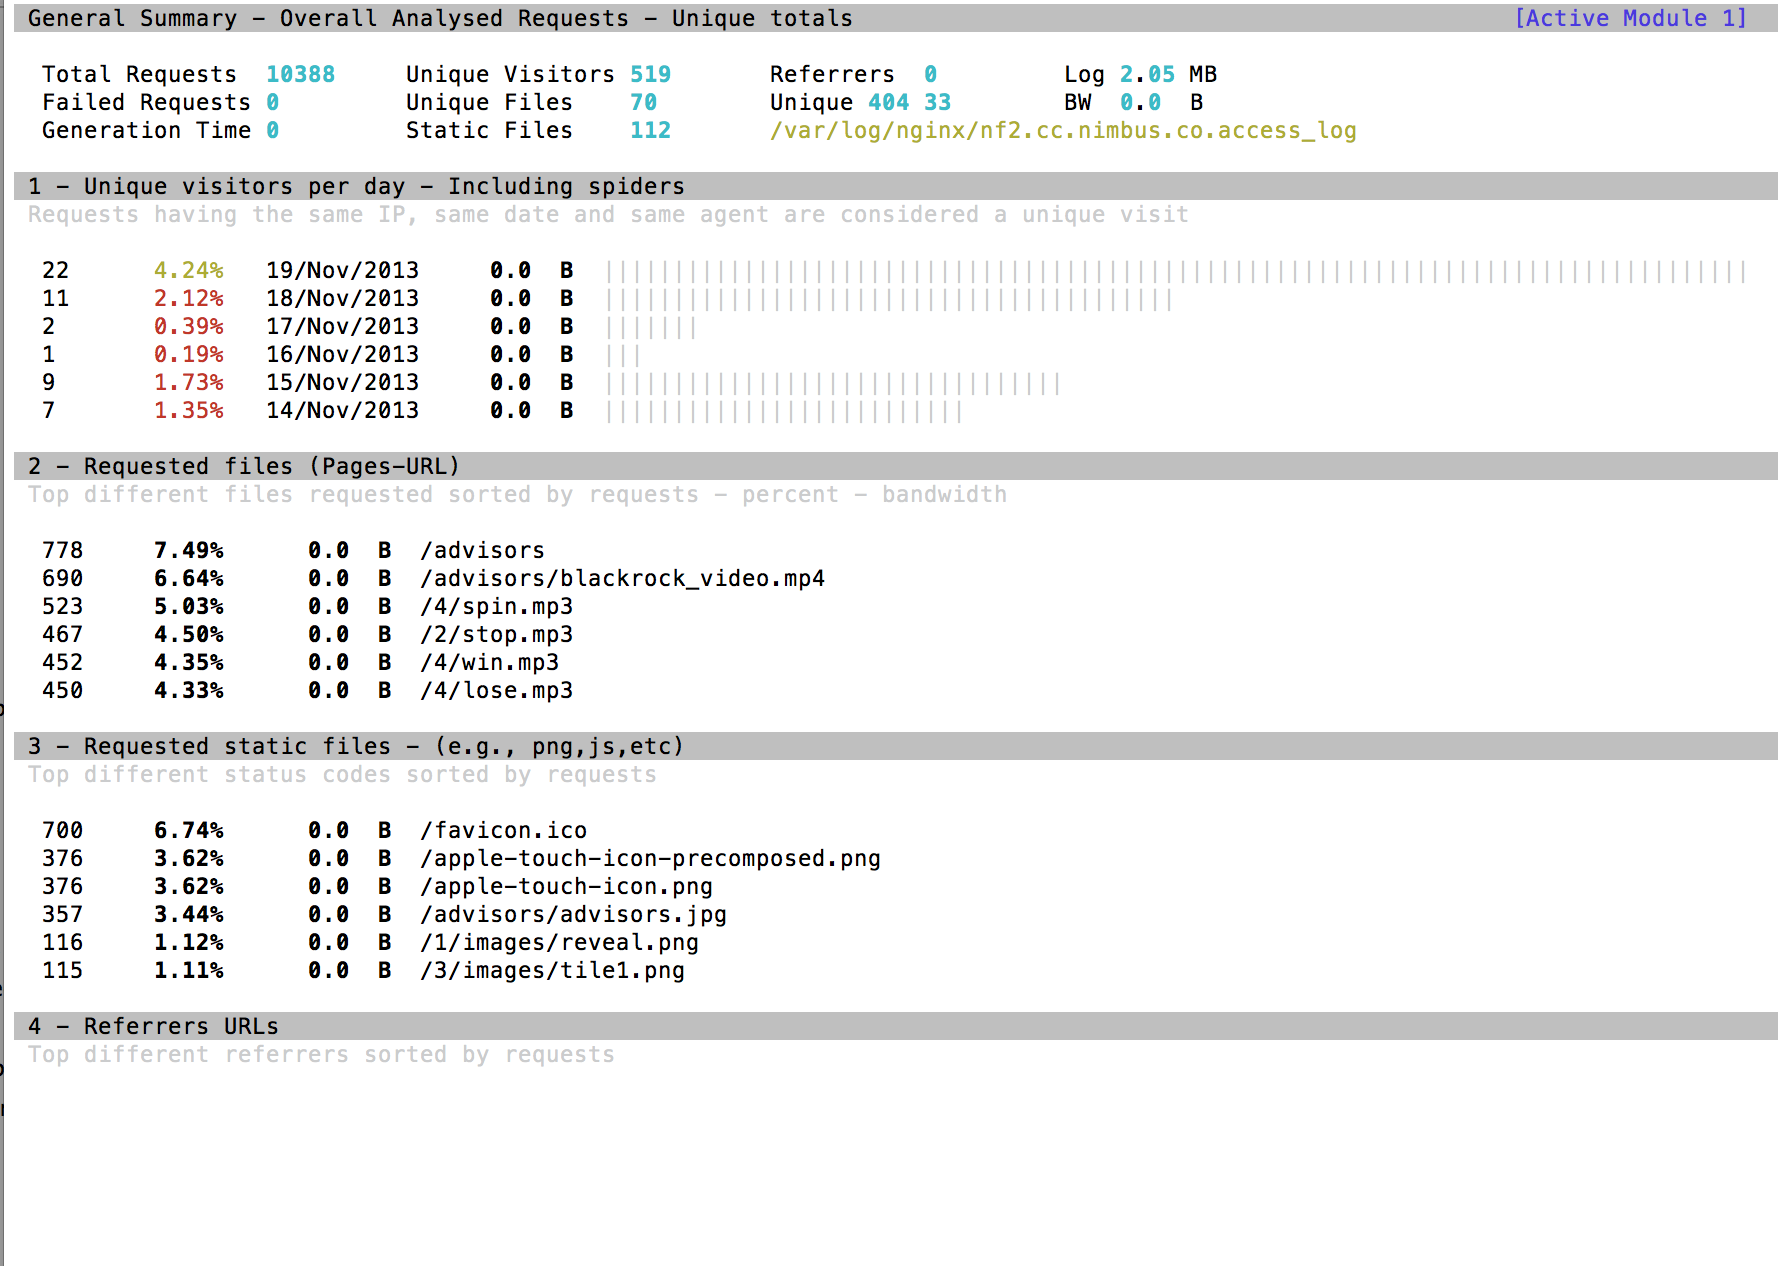 General Summary - Overall Analysed Requests - Unique totals [Active Module 1]
Total Requests 10388 Unique Visitors 519 Referrers 0 Log 2.05 MB
Failed Requests 0 Unique Files 70 Unique 404 33 BW 0.0 B
Generation Time 0 Static Files 112 /var/log/nginx/nf2.cc.nimbus.co.access_log
1 - Unique visitors per day - Including spiders
Requests having the same IP, same date and same agent are considered a unique visit
22 4.24% 19/Nov/2013 0.0 B
11 2.12% 18/Nov/2013 0.0 B
2 0.39% 17/Nov/2013 0.0 B
1 0.19% 16/Nov/2013 0.0 B
9 1.73% 15/Nov/2013 0.0 B
7 1.35% 14/Nov/2013 0.0 B
2 - Requested files (Pages-URL)
Top different files requested sorted by requests - percent - bandwidth
778 7.49% 0.0 B /advisors
690 6.64% 0.0 B /advisors/blackrock_video.mp4
523 5.03% 0.0 B /4/spin.mp3
467 4.50% 0.0 B /2/stop.mp3
452 4.35% 0.0 B /4/win.mp3
450 4.33% 0.0 B /4/lose.mp3
3 - Requested static files - (e.g., png,js,etc)
Top different status codes sorted by requests
700 6.74% 0.0 B /favicon.ico
376 3.62% 0.0 B /apple-touch-icon-precomposed.png
376 3.62% 0.0 B /apple-touch-icon.png
357 3.44% 0.0 B /advisors/advisors.jpg
116 1.12% 0.0 B /1/images/reveal.png
115 1.11% 0.0 B /3/images/tile1.png
4 - Referrers URLs
Top different referrers sorted by requests